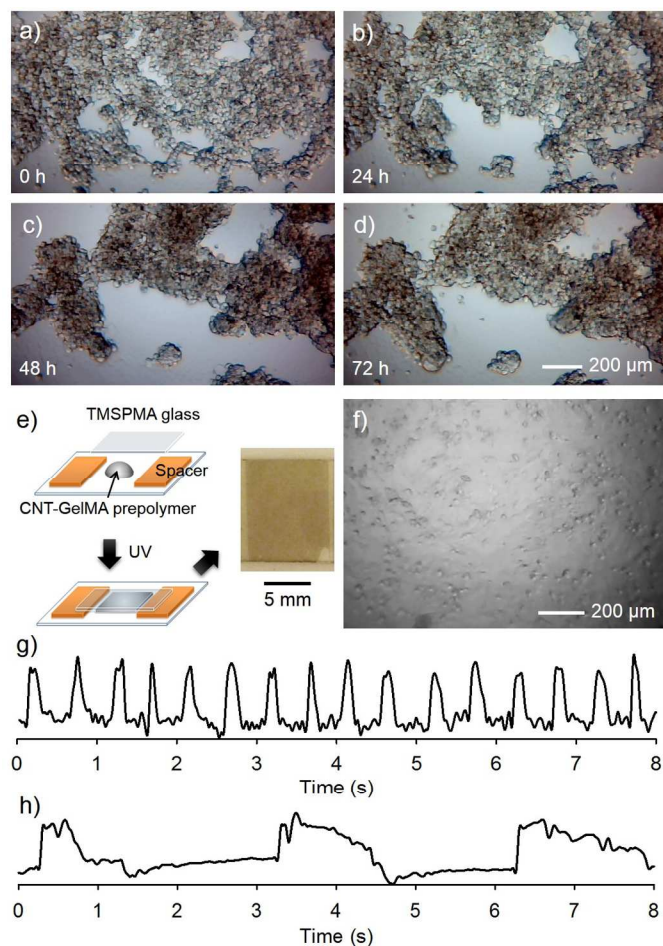 a)
0 h
b)
24 h
c)
48 h
d)
72 h
200 µm
e)
TMSPMA glass
Spacer
CNT-GelMA prepolymer
UV
5 mm
f)
200 µm
g)
0 1 2 3 4 5 6 7 8
Time (s)
h)
0 1 2 3 4 5 6 7 8
Time (s)